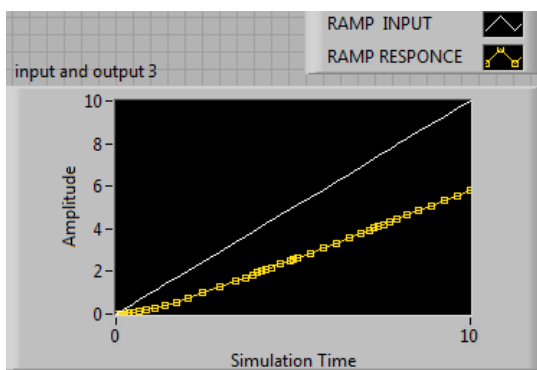 RAMP INPUT
RAMP RESPONCE
input and output 3
10
8
6
4
2
0
Amplitude
0 10
Simulation Time